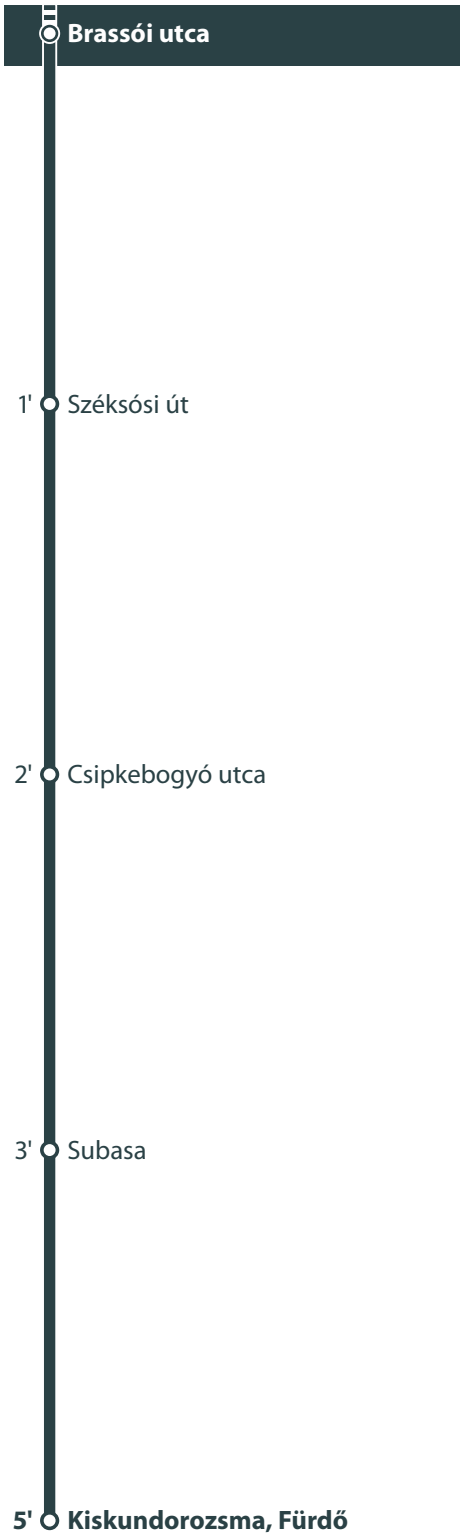 Brassói utca
1' Széksósi út
2' Csipkebogyó utca
3' Subasa
5' Kiskundorozsma, Fürdő